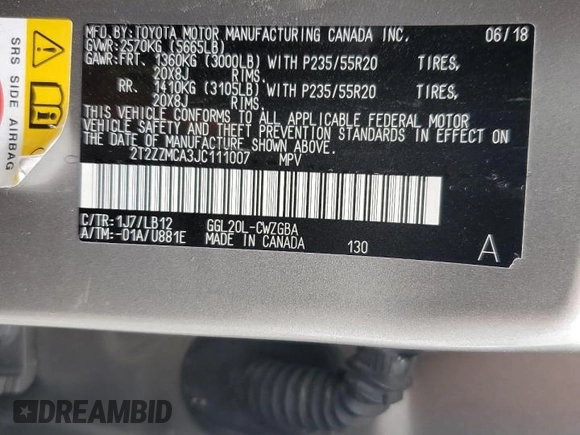 MFD. BY:TOYOTA MOTOR MANUFACTURING CANADA INC. 06/18
GVWR: 2570KG (5665LB)
GAWR:FRT. 1360KG (3000LB) WITH P235/55R20 TIRES,
20X8J RIMS.
RR. 1410KG (3105LB) WITH P235/55R20 TIRES,
20X8J RIMS.
THIS VEHICLE CONFORMS TO ALL APPLICABLE FEDERAL MOTOR
VEHICLE SAFETY AND THEFT PREVENTION STANDARDS IN EFFECT ON
THE DATE OF MANUFACTURE SHOWN ABOVE.
2T2ZZMCA3JC111007 MPV
C/TR:1J7/LB12 GGL20L-CWZGBA
A/TM:-01A/U881E MADE IN CANADA 130 A
SRS SIDE AIRBAG
DREAMBID